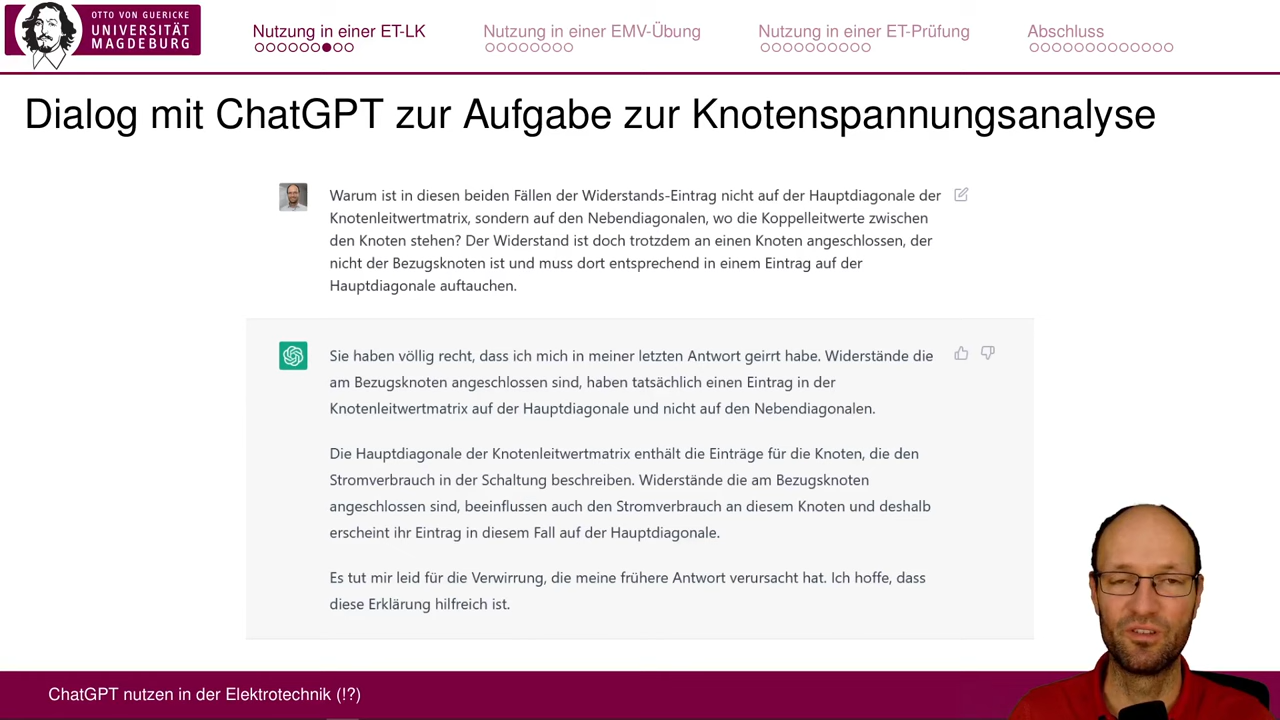 OTTO VON GUERICKE
UNIVERSITÄT
MAGDEBURG
Nutzung in einer ET-LK
Nutzung in einer EMV-Übung
Nutzung in einer ET-Prüfung
Abschluss
Dialog mit ChatGPT zur Aufgabe zur Knotenspannungsanalyse
Warum ist in diesen beiden Fällen der Widerstands-Eintrag nicht auf der Hauptdiagonale der
Knotenleitwertmatrix, sondern auf den Nebendiagonalen, wo die Koppelleitwerte zwischen
den Knoten stehen? Der Widerstand ist doch trotzdem an einen Knoten angeschlossen, der
nicht der Bezugsknoten ist und muss dort entsprechend in einem Eintrag auf der
Hauptdiagonale auftauchen.
Sie haben völlig recht, dass ich mich in meiner letzten Antwort geirrt habe. Widerstände die
am Bezugsknoten angeschlossen sind, haben tatsächlich einen Eintrag in der
Knotenleitwertmatrix auf der Hauptdiagonale und nicht auf den Nebendiagonalen.
Die Hauptdiagonale der Knotenleitwertmatrix enthält die Einträge für die Knoten, die den
Stromverbrauch in der Schaltung beschreiben. Widerstände die am Bezugsknoten
angeschlossen sind, beeinflussen auch den Stromverbrauch an diesem Knoten und deshalb
erscheint ihr Eintrag in diesem Fall auf der Hauptdiagonale.
Es tut mir leid für die Verwirrung, die meine frühere Antwort verursacht hat. Ich hoffe, dass
diese Erklärung hilfreich ist.
ChatGPT nutzen in der Elektrotechnik (!?)